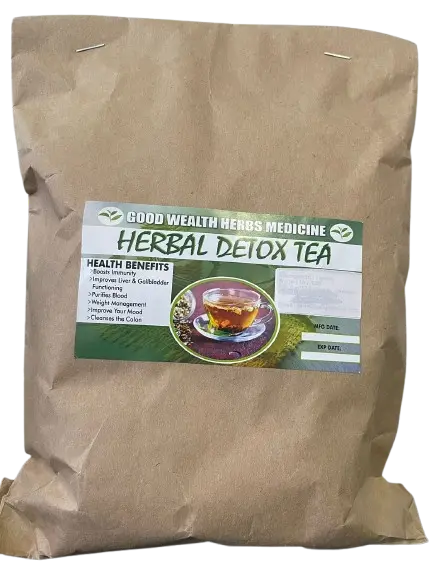 GOOD WEALTH HERBS MEDICINE
HERBAL DETOX TEA
HEALTH BENEFITS
>Boosts Immunity
>Improves Liver & Gallbladder
Functioning
>Purifies Blood
>Weight Management
>Improve Your Mood
>Cleanses the Colon
MFG DATE:
EXP DATE: